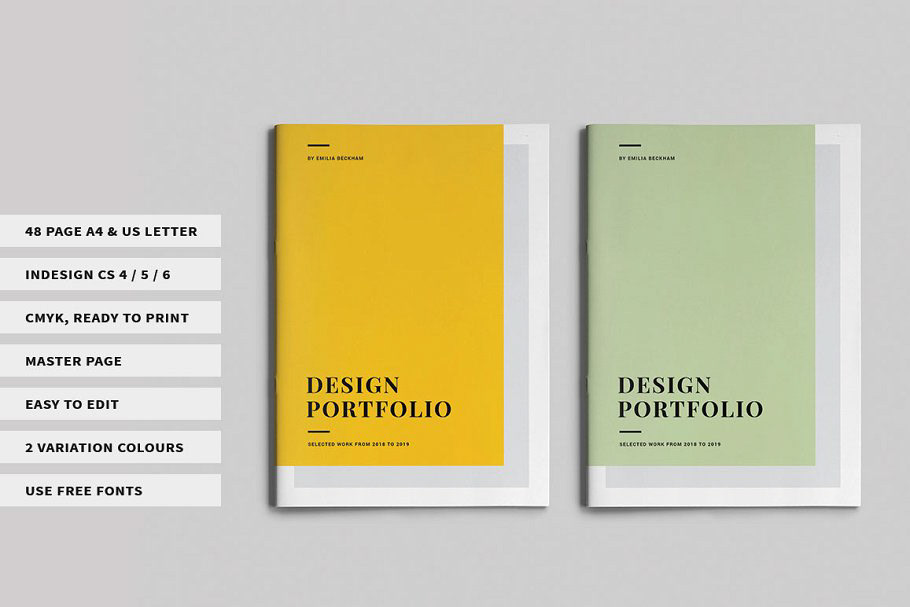 48 PAGE A4 & US LETTER
INDESIGN CS 4 / 5 / 6
CMYK, READY TO PRINT
MASTER PAGE
EASY TO EDIT
2 VARIATION COLOURS
USE FREE FONTS
BY EMILIA BECKHAM
DESIGN
PORTFOLIO
SELECTED WORK FROM 2018 TO 2019
BY EMILIA BECKHAM
DESIGN
PORTFOLIO
SELECTED WORK FROM 2018 TO 2019